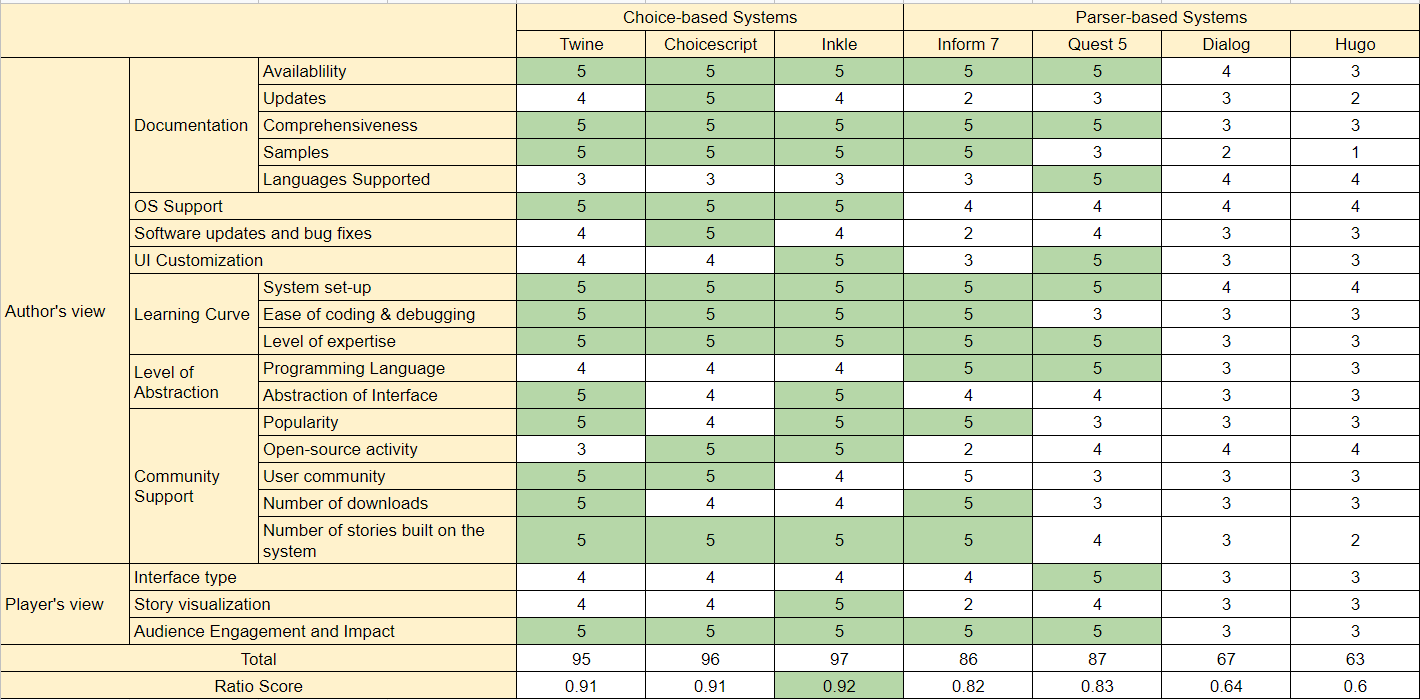 Choice-based Systems Parser-based Systems
Twine Choicescript Inkle Inform 7 Quest 5 Dialog Hugo
Author's view
Documentation
Availablility 5 5 5 5 5 4 3
Updates 4 5 4 2 3 3 2
Comprehensiveness 5 5 5 5 5 3 3
Samples 5 5 5 5 3 2 1
Languages Supported 3 3 3 3 5 4 4
OS Support 5 5 5 4 4 4 4
Software updates and bug fixes 4 5 4 2 4 3 3
UI Customization 4 4 5 3 5 3 3
Learning Curve
System set-up 5 5 5 5 5 4 4
Ease of coding & debugging 5 5 5 5 3 3 3
Level of expertise 5 5 5 5 5 3 3
Level of
Abstraction
Programming Language 4 4 4 5 5 3 3
Abstraction of Interface 5 4 5 4 4 3 3
Community
Support
Popularity 5 4 5 5 3 3 3
Open-source activity 3 5 5 2 4 4 4
User community 5 5 4 5 3 3 3
Number of downloads 5 4 4 5 3 3 3
Number of stories built on the
system 5 5 5 5 4 3 2
Player's view
Interface type 4 4 4 4 5 3 3
Story visualization 4 4 5 2 4 3 3
Audience Engagement and Impact 5 5 5 5 5 3 3
Total 95 96 97 86 87 67 63
Ratio Score 0.91 0.91 0.92 0.82 0.83 0.64 0.6